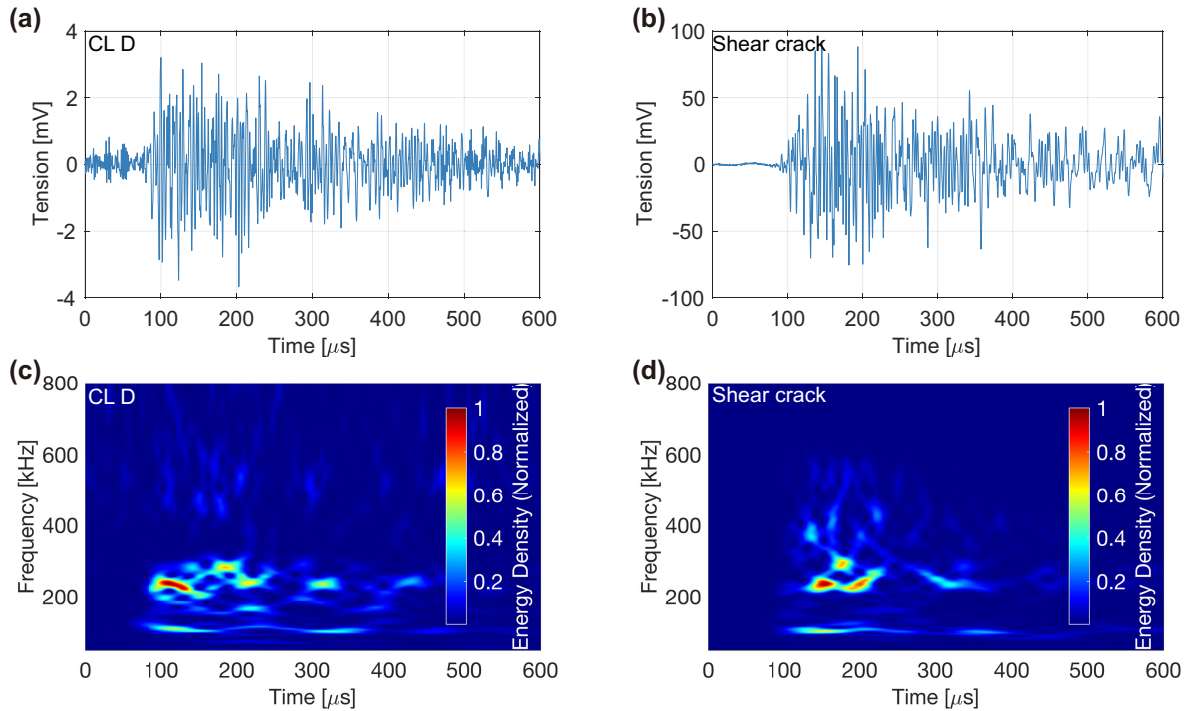 (a)
CL D
4
2
0
-2
-4
Tension [mV]
0 100 200 300 400 500 600
Time [μs]
(b)
Shear crack
100
50
0
-50
-100
Tension [mV]
0 100 200 300 400 500 600
Time [μs]
(c)
CL D
800
600
400
200
Frequency [kHz]
1
0.8
0.6
0.4
0.2
Energy Density (Normalized)
0 100 200 300 400 500 600
Time [μs]
(d)
Shear crack
800
600
400
200
Frequency [kHz]
1
0.8
0.6
0.4
0.2
Energy Density (Normalized)
0 100 200 300 400 500 600
Time [μs]